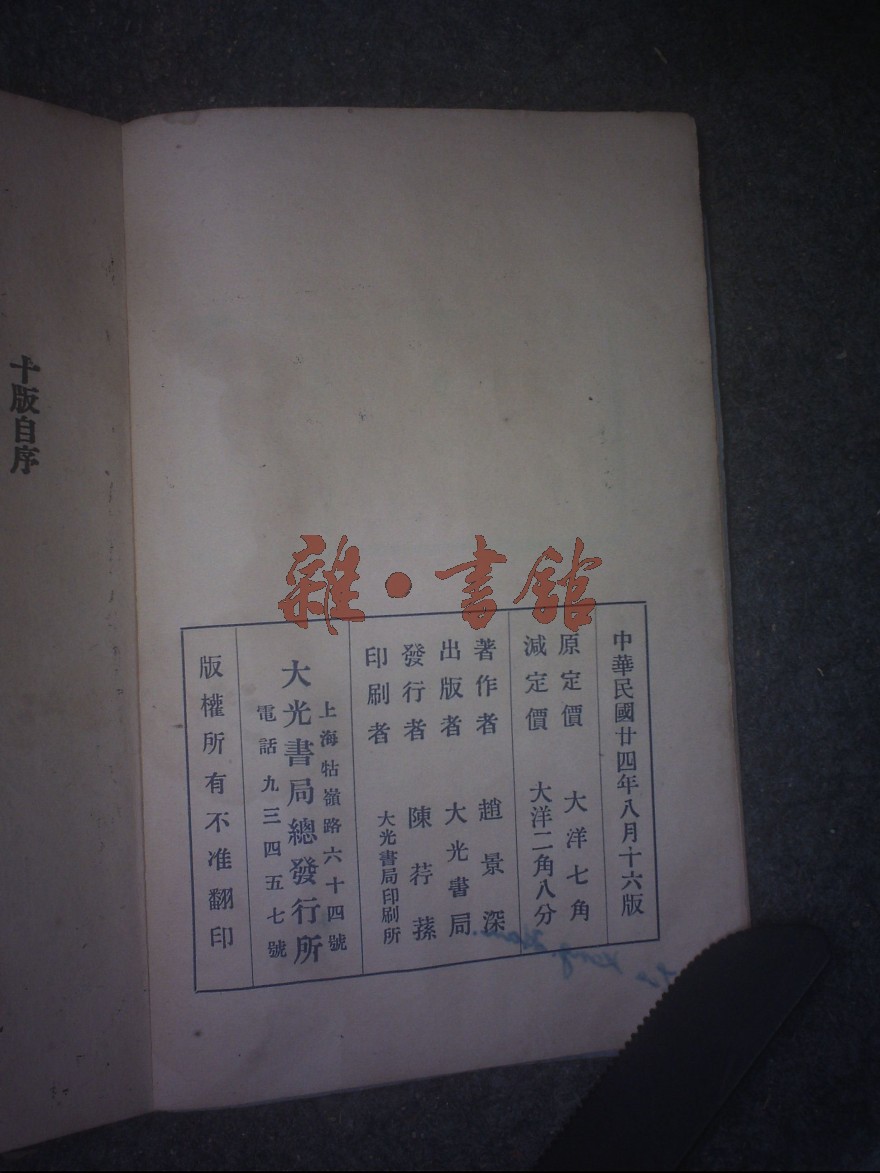 十版自序
雜·書館
中華民國廿四年八月十六版
原定價 大洋七角
減定價 大洋二角八分
著作者 趙景深
出版者 大光書局
發行者 陳荇蓀
印刷者 大光書局印刷所
上海牯嶺路六十四號
大光書局總發行所
電話九三四五七號
版權所有不准翻印